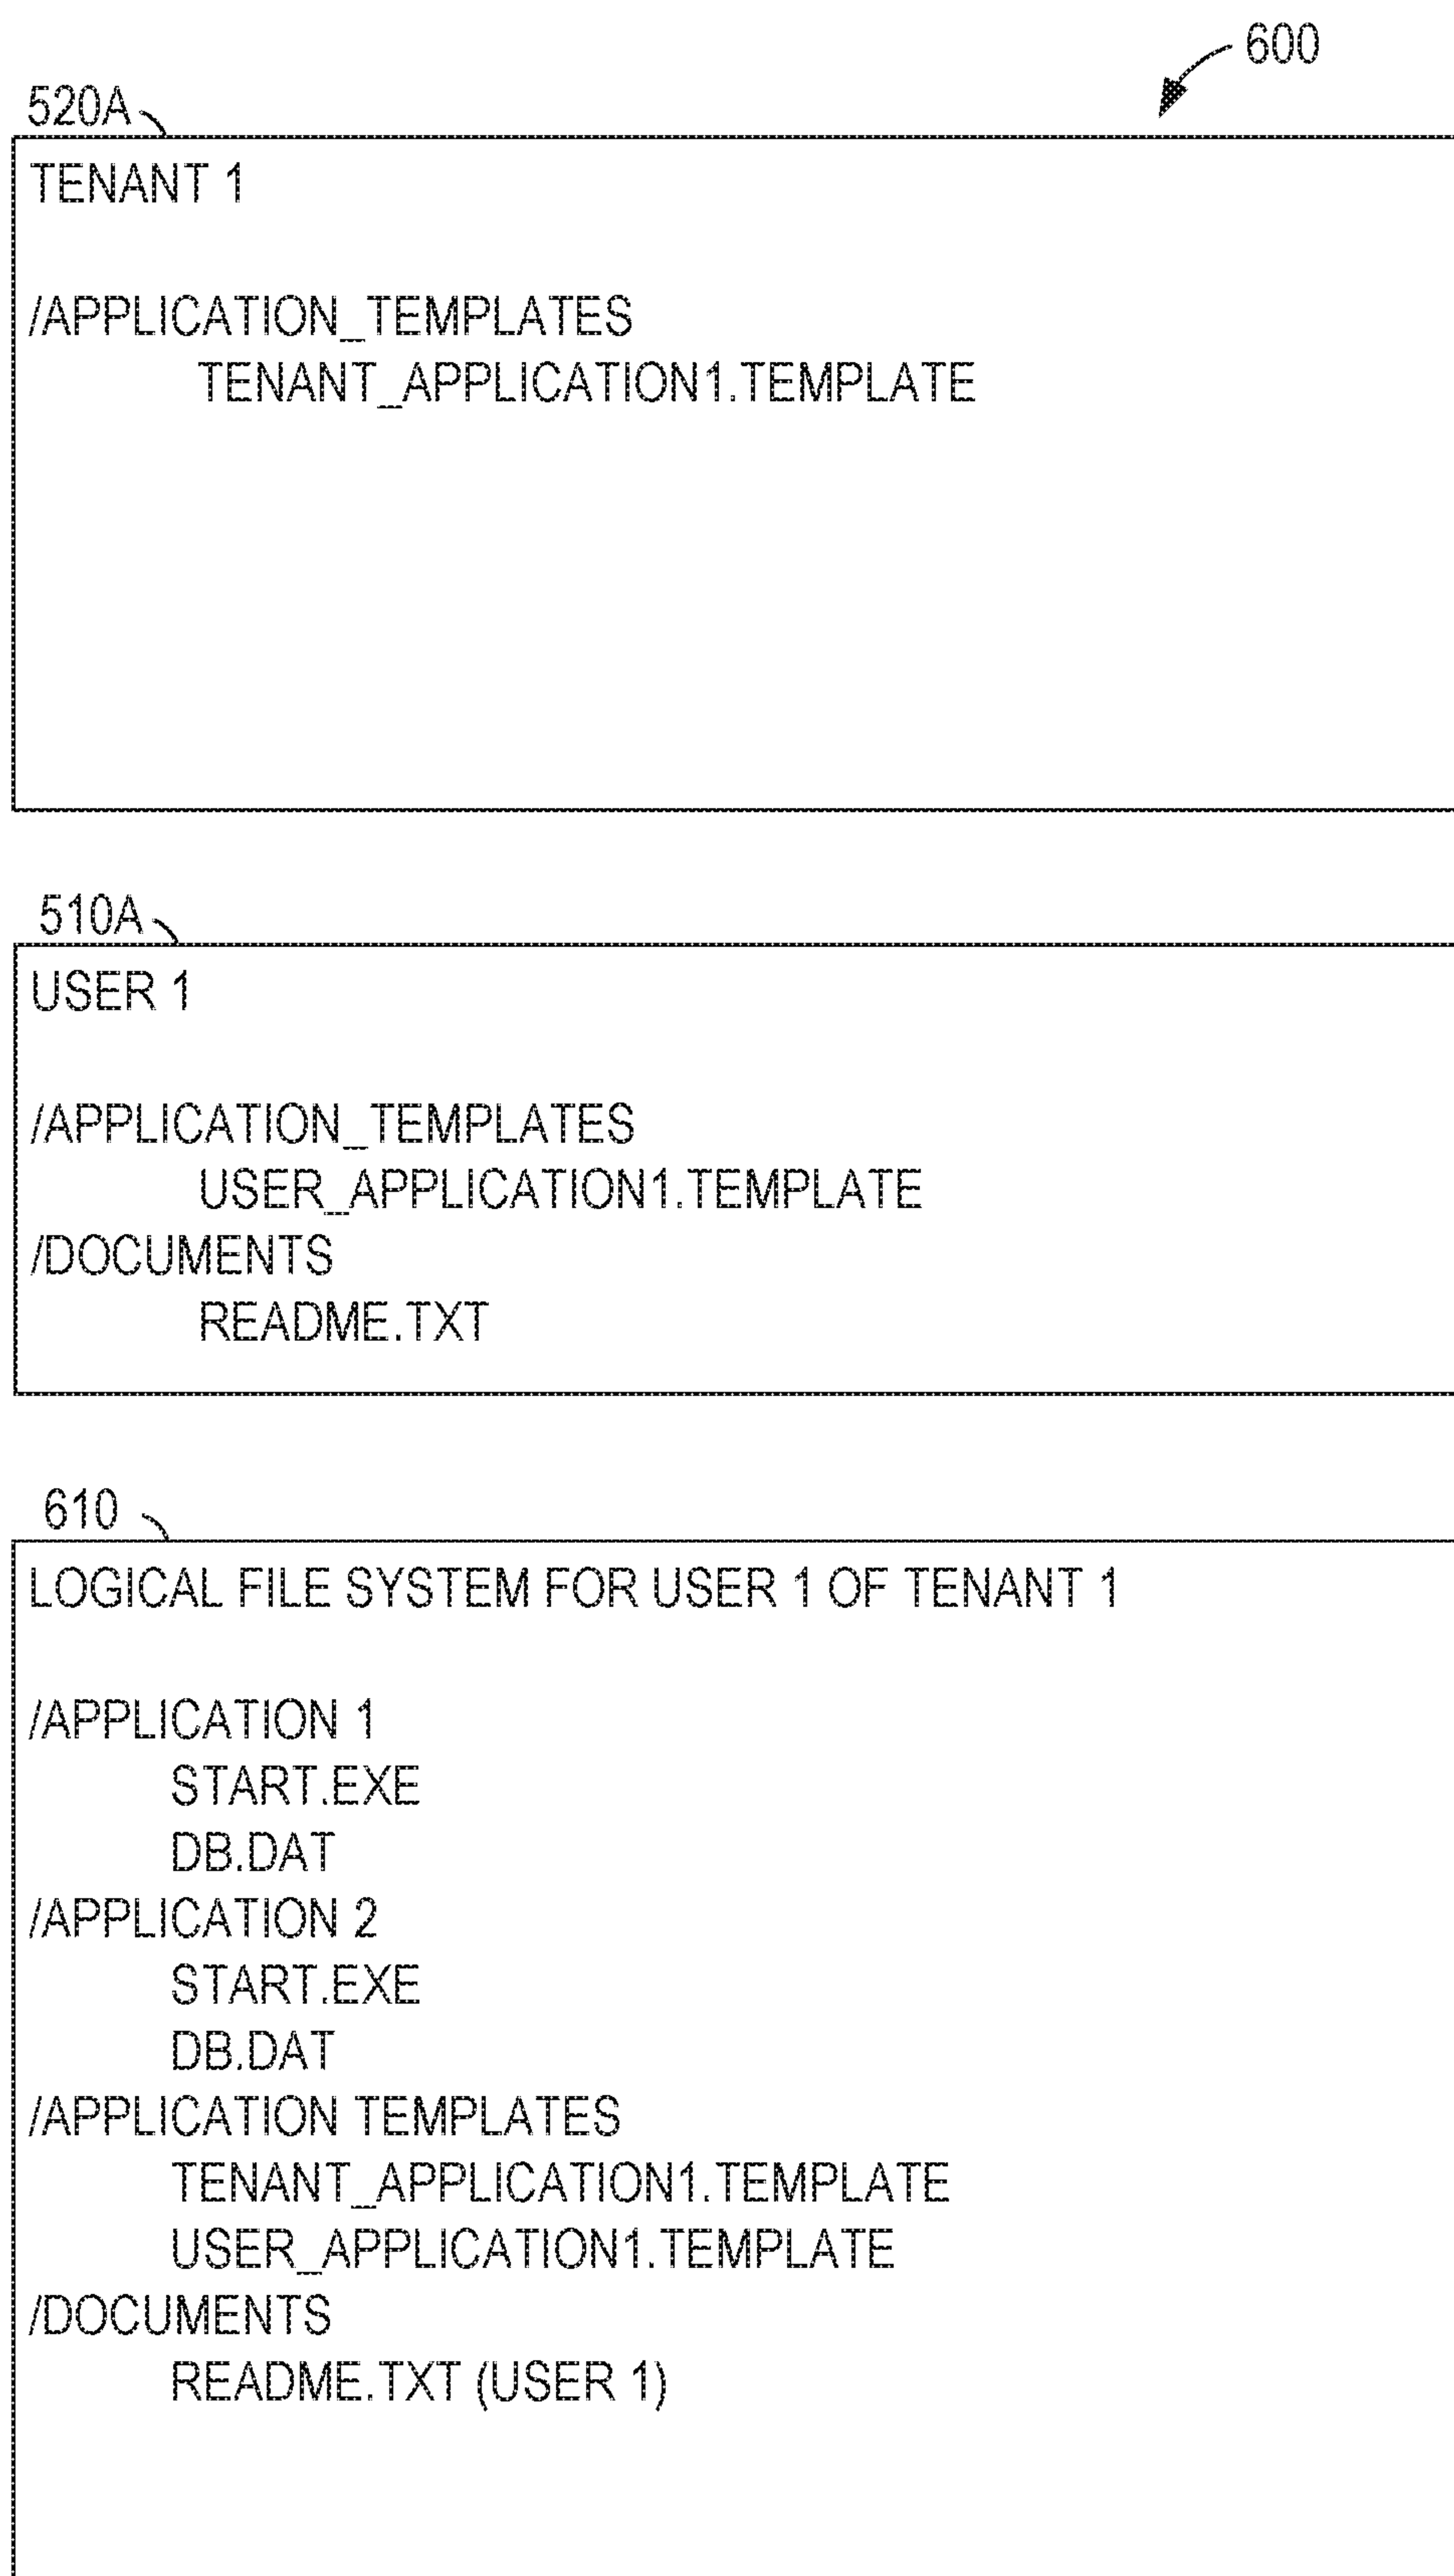 600
520A
TENANT 1
/APPLICATION_TEMPLATES
TENANT_APPLICATION1.TEMPLATE
510A
USER 1
/APPLICATION_TEMPLATES
USER_APPLICATION1.TEMPLATE
/DOCUMENTS
README.TXT
610
LOGICAL FILE SYSTEM FOR USER 1 OF TENANT 1
/APPLICATION 1
START.EXE
DB.DAT
/APPLICATION 2
START.EXE
DB.DAT
/APPLICATION TEMPLATES
TENANT_APPLICATION1.TEMPLATE
USER_APPLICATION1.TEMPLATE
/DOCUMENTS
README.TXT (USER 1)